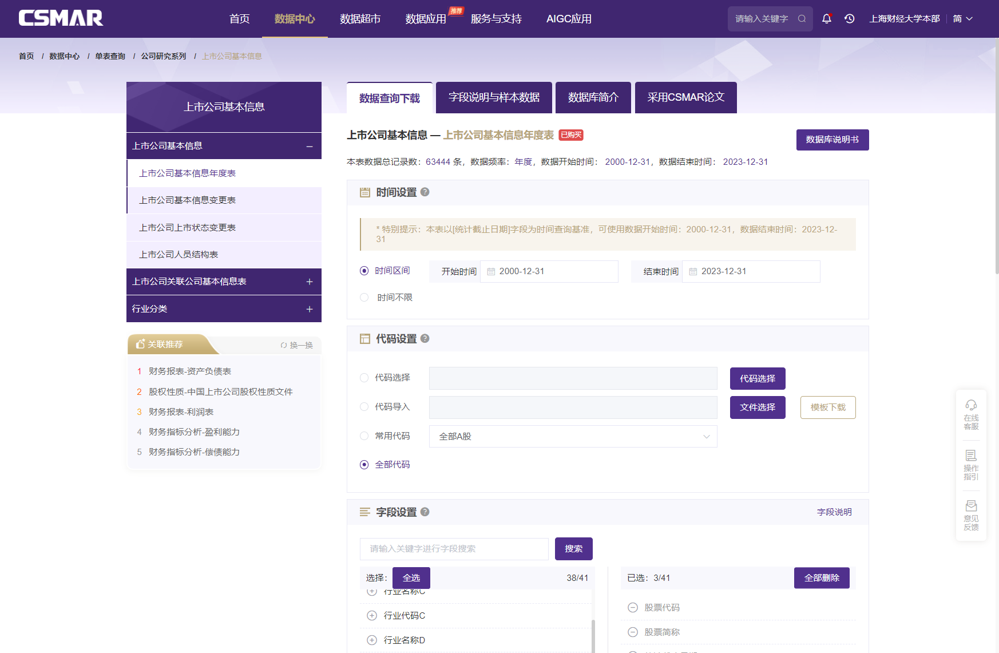 CSMAR
首页
数据中心
数据超市
数据应用
推荐
服务与支持
AIGC应用
请输入关键字
上海财经大学本部
简
首页 / 数据中心 / 单表查询 / 公司研究系列 / 上市公司基本信息
上市公司基本信息
上市公司基本信息
上市公司基本信息年度表
上市公司基本信息变更表
上市公司上市状态变更表
上市公司人员结构表
上市公司关联公司基本信息表
行业分类
关联推荐
换一换
1 财务报表-资产负债表
2 股权性质-中国上市公司股权性质文件
3 财务报表-利润表
4 财务指标分析-盈利能力
5 财务指标分析-偿债能力
数据查询下载
字段说明与样本数据
数据库简介
采用CSMAR论文
上市公司基本信息 — 上市公司基本信息年度表 已购买
数据库说明书
本表数据总记录数：63444 条，数据频率：年度，数据开始时间： 2000-12-31，数据结束时间： 2023-12-31
时间设置 ?
* 特别提示：本表以[统计截止日期]字段为时间查询基准，可使用数据开始时间：2000-12-31，数据结束时间：2023-12-
31
时间区间
开始时间 2000-12-31
结束时间 2023-12-31
时间不限
代码设置 ?
代码选择
代码选择
代码导入
文件选择
模板下载
常用代码
全部A股
全部代码
字段设置 ?
字段说明
请输入关键字进行字段搜索
搜索
选择： 全选 38/41
行业名称C
行业代码C
行业名称D
已选：3/41
全部删除
股票代码
股票简称
在线
客服
操作
指引
意见
反馈